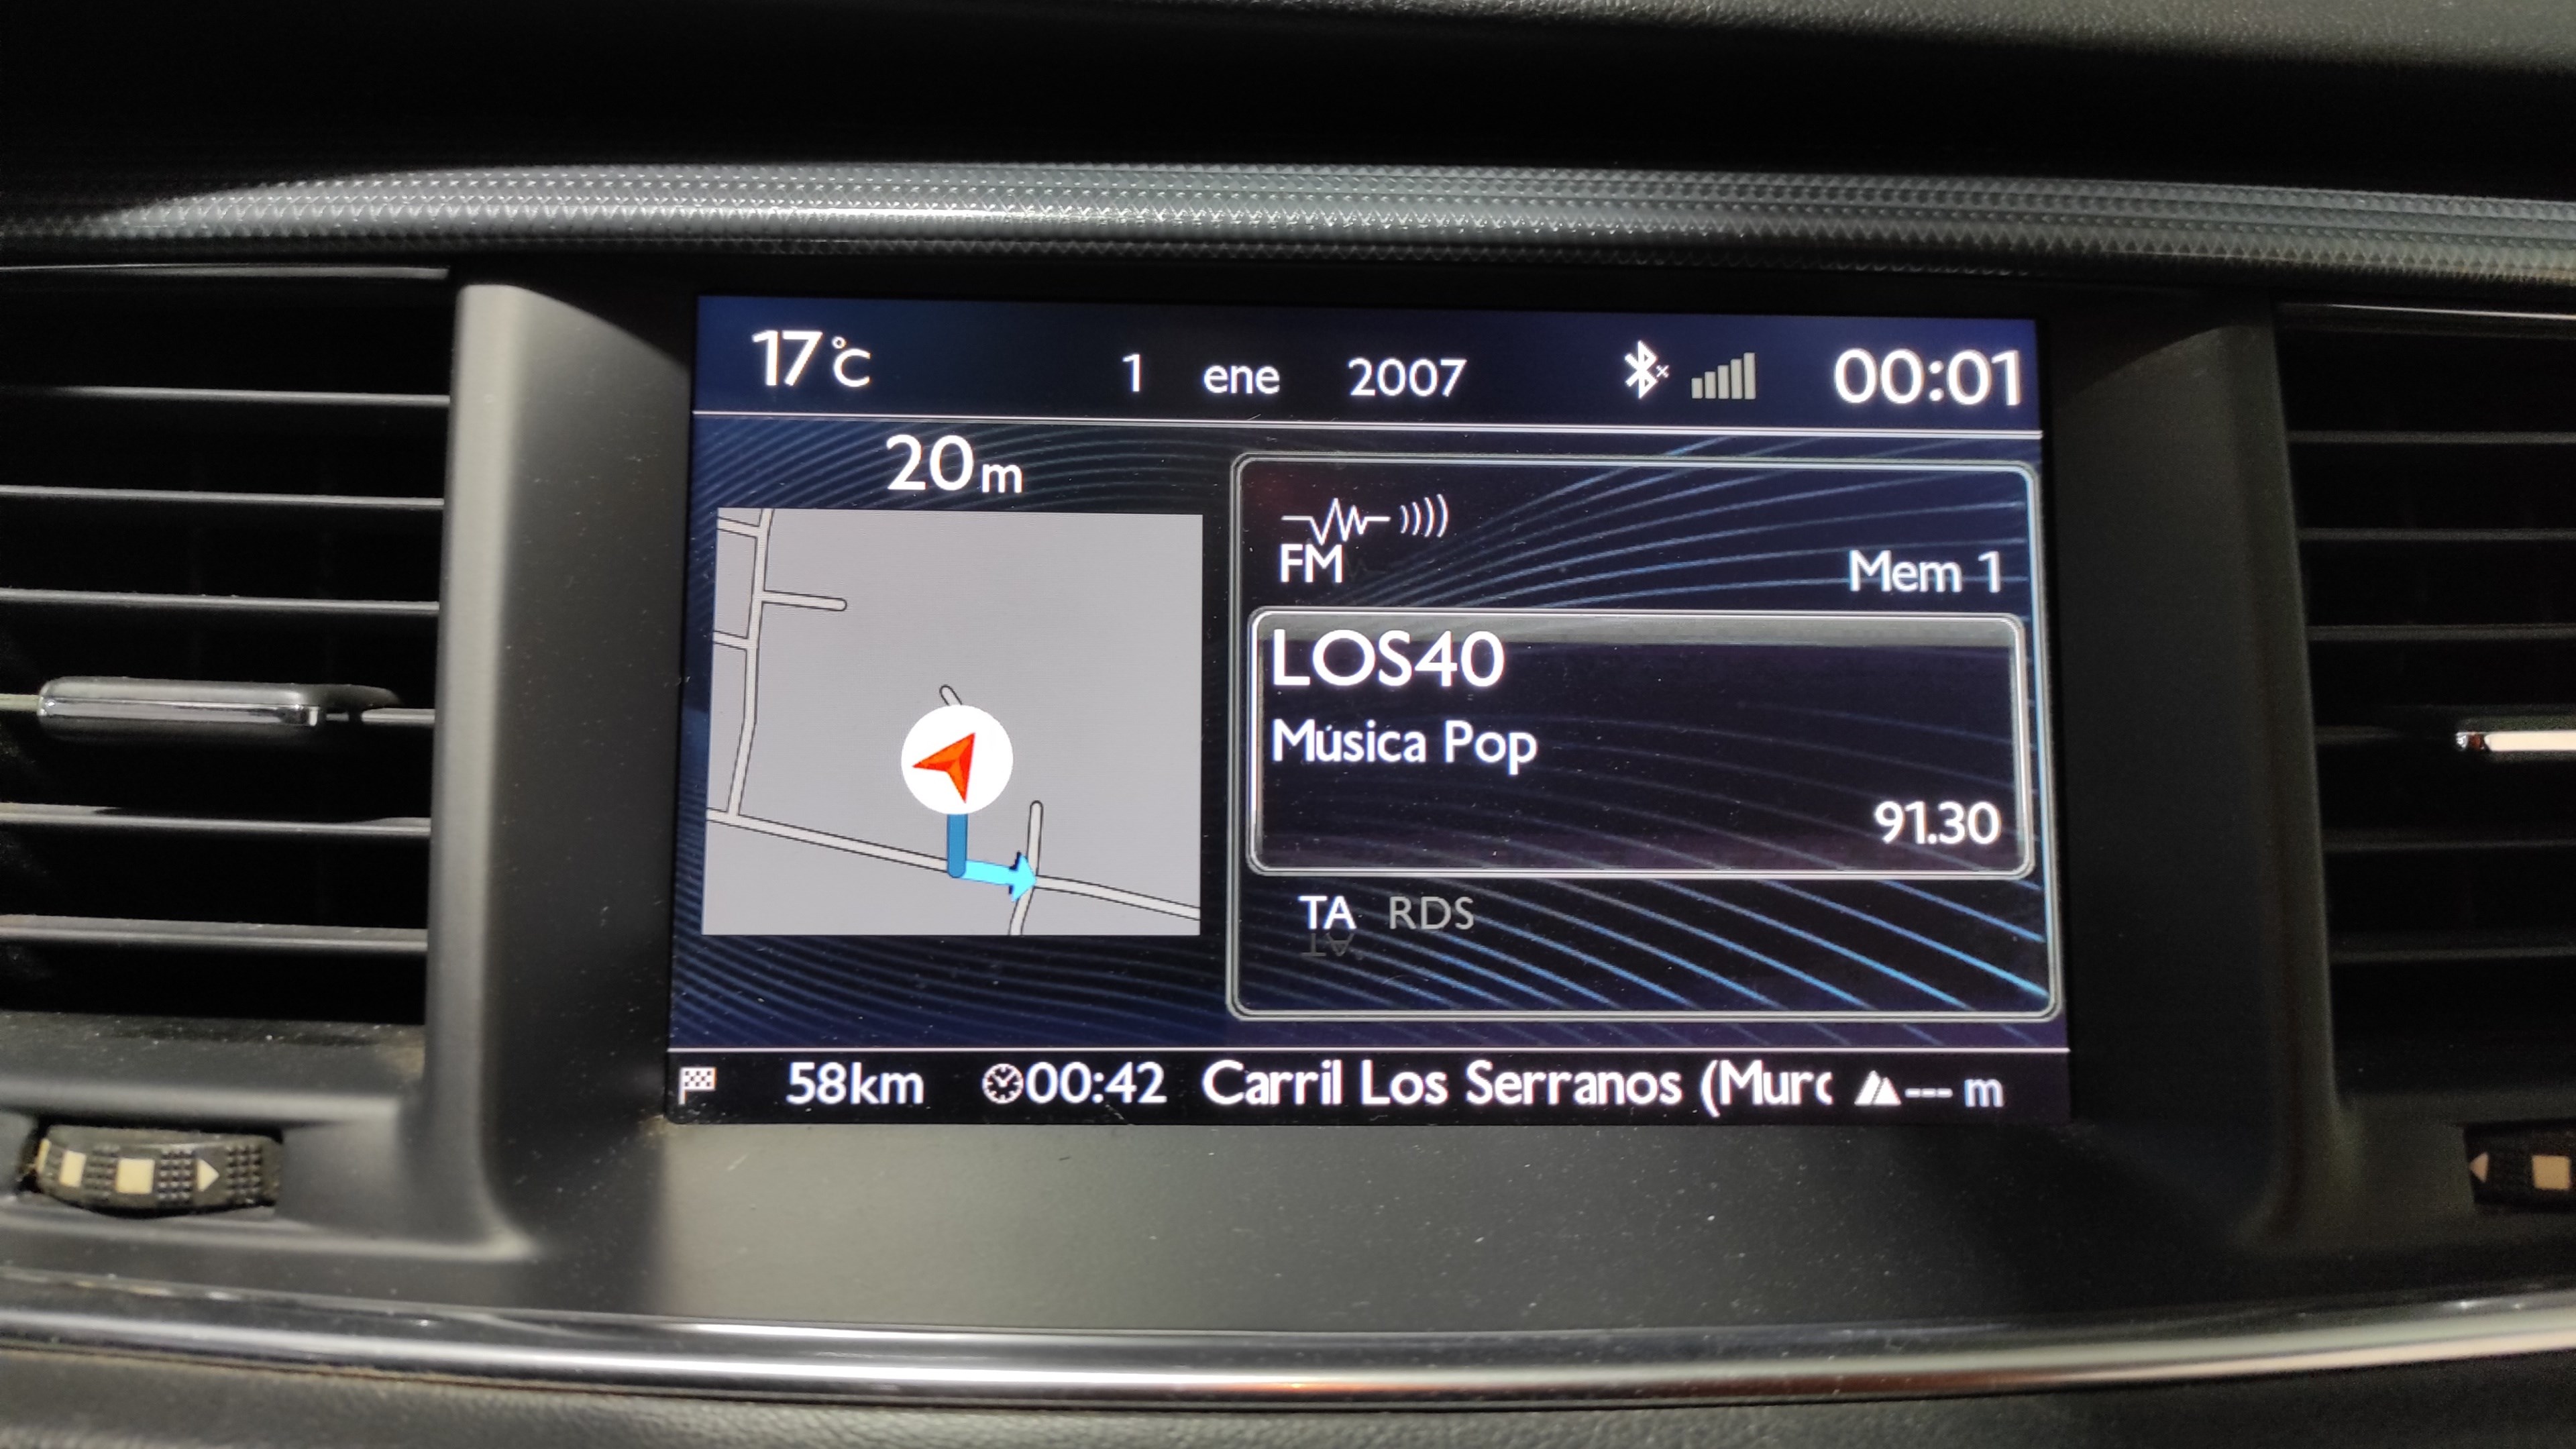 17°C 1 ene 2007 00:01
20 m
FM
Mem 1
LOS40
Música Pop
91.30
TA RDS
58km 00:42 Carril Los Serranos (Murc --- m